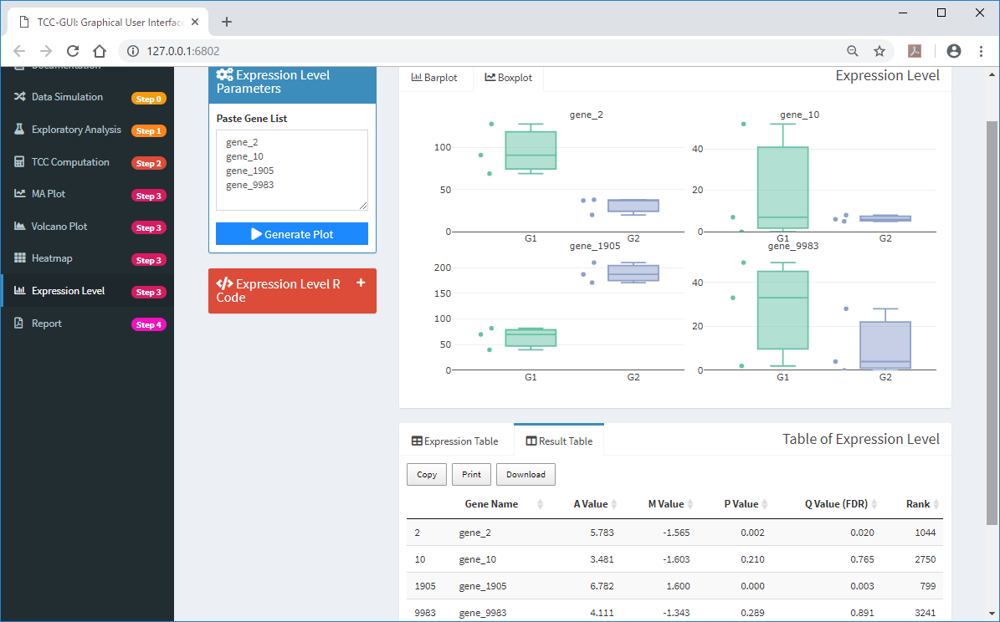 TCC-GUI: Graphical User Interfac
127.0.0.1:6802
Documentation
Data Simulation Step 0
Exploratory Analysis Step 1
TCC Computation Step 2
MA Plot Step 3
Volcano Plot Step 3
Heatmap Step 3
Expression Level Step 3
Report Step 4
Expression Level
Parameters
Paste Gene List
gene_2
gene_10
gene_1905
gene_9983
Generate Plot
Expression Level R
Code
Barplot Boxplot Expression Level
gene_2
100
50
0
G1 G2
gene_10
40
20
0
G1 G2
gene_1905
200
150
100
50
0
G1 G2
gene_9983
40
20
0
G1 G2
Expression Table Result Table Table of Expression Level
Copy Print Download
Gene Name A Value M Value P Value Q Value (FDR) Rank
2 gene_2 5.783 -1.565 0.002 0.020 1044
10 gene_10 3.481 -1.603 0.210 0.765 2750
1905 gene_1905 6.782 1.600 0.000 0.003 799
9983 gene_9983 4.111 -1.343 0.289 0.891 3241